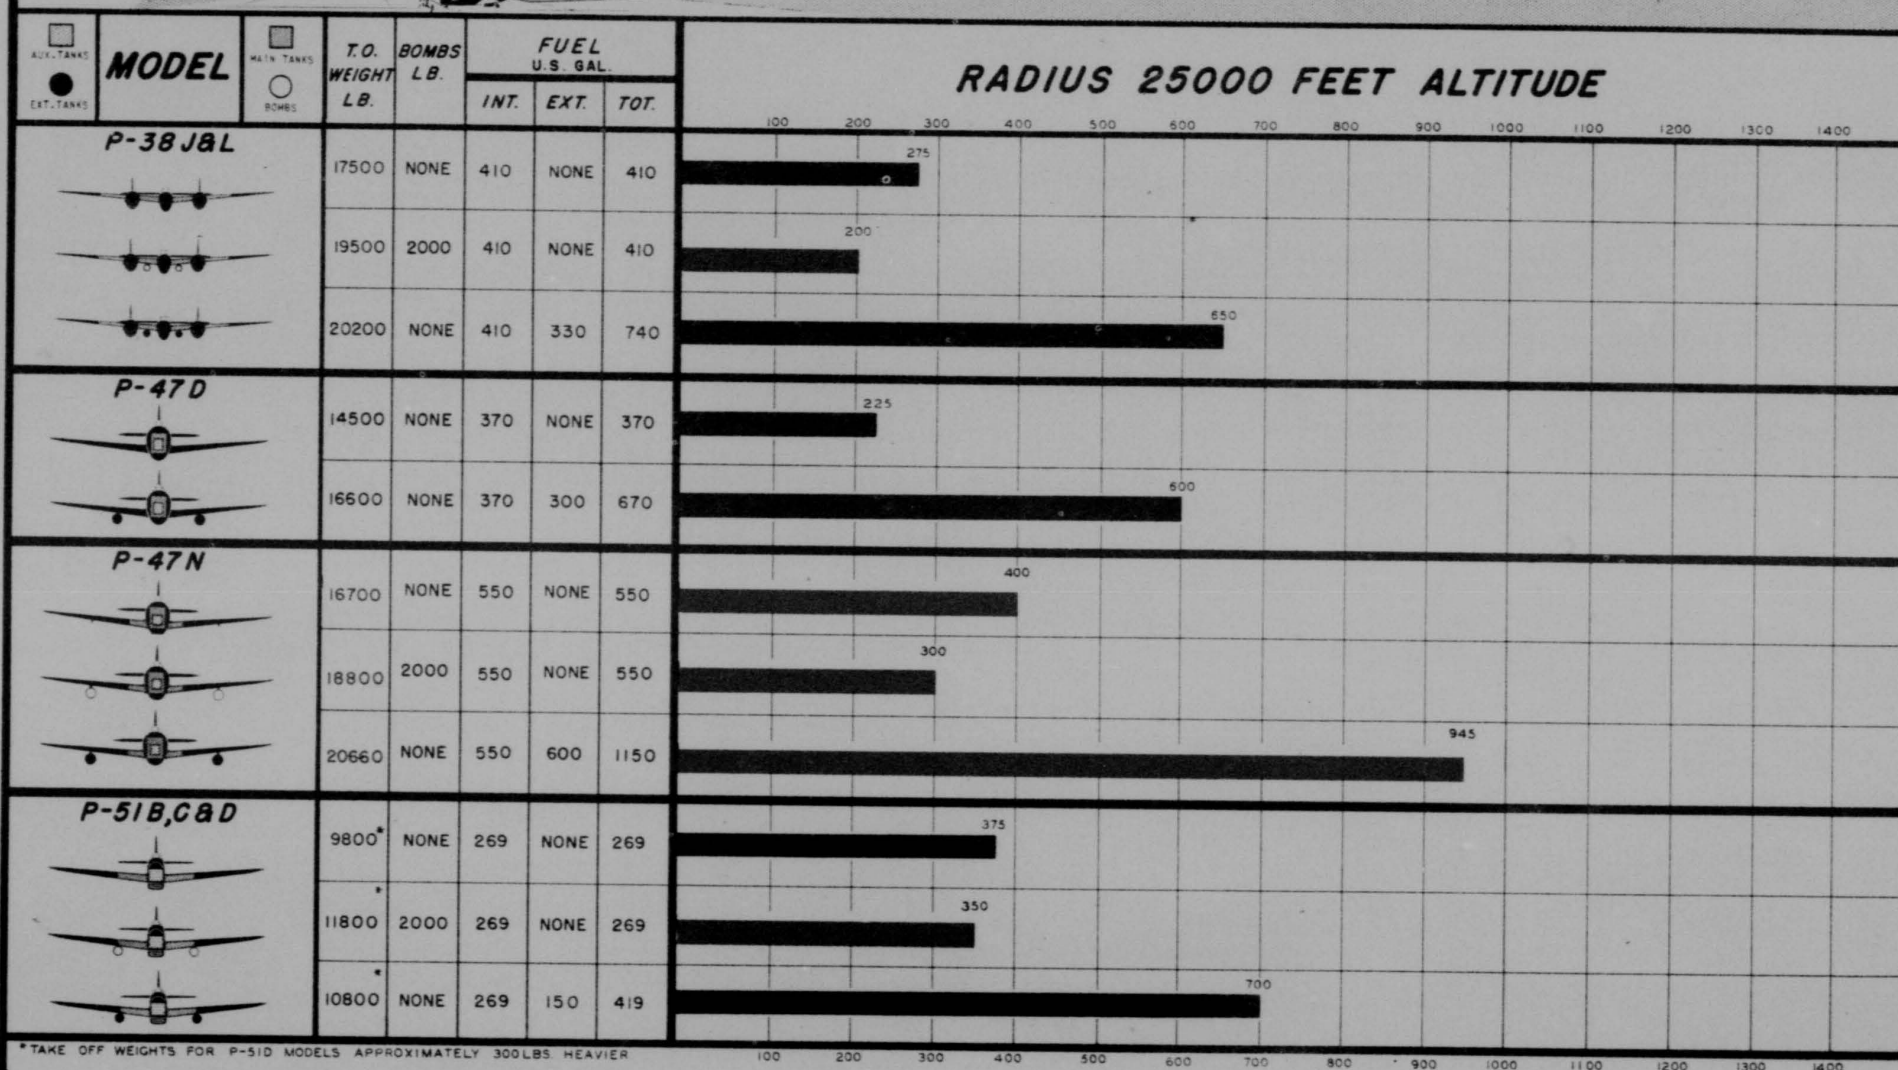 AUX. TANKS
EXT. TANKS
MODEL
MAIN TANKS
BOMBS
T.O. WEIGHT LB.
BOMBS LB.
FUEL
U.S. GAL.
INT. EXT. TOT.
RADIUS 25000 FEET ALTITUDE
100 200 300 400 500 600 700 800 900 1000 1100 1200 1300 1400
P-38 J&L
17500 NONE 410 NONE 410 275
19500 2000 410 NONE 410 200
20200 NONE 410 330 740 650
P-47 D
14500 NONE 370 NONE 370 225
16600 NONE 370 300 670 600
P-47 N
16700 NONE 550 NONE 550 400
18800 2000 550 NONE 550 300
20660 NONE 550 600 1150 945
P-51 B,C & D
9800* NONE 269 NONE 269 375
11800* 2000 269 NONE 269 350
10800* NONE 269 150 419 700
*TAKE OFF WEIGHTS FOR P-51D MODELS APPROXIMATELY 300LBS. HEAVIER
100 200 300 400 500 600 700 800 900 1000 1100 1200 1300 1400